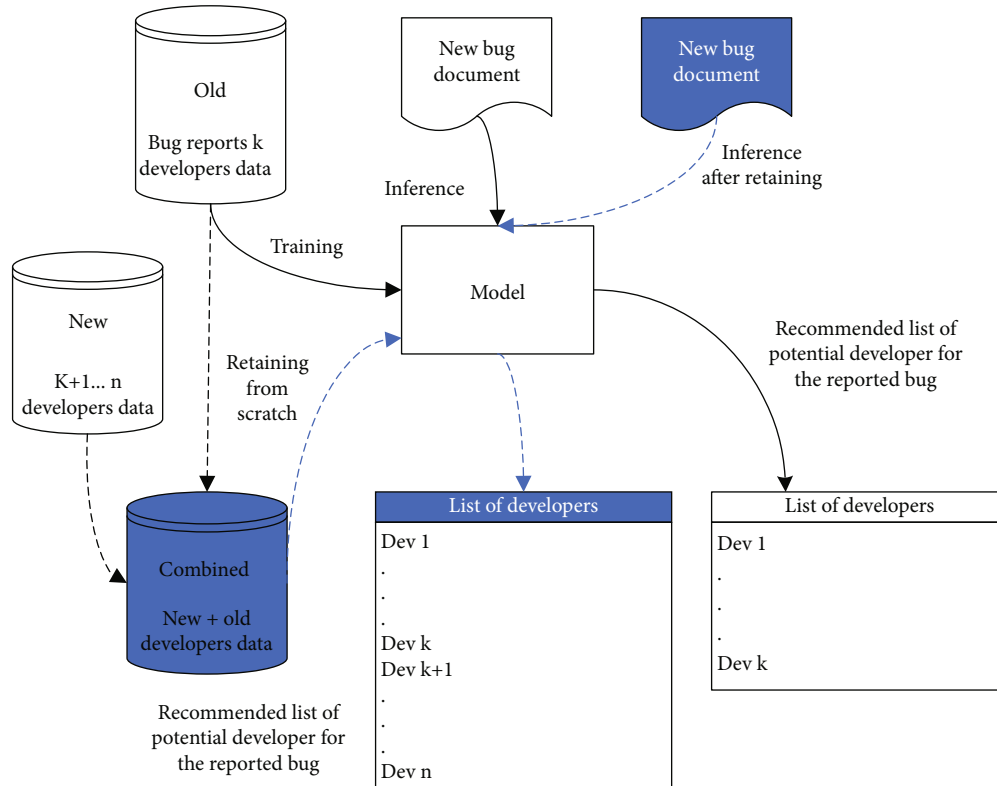 Old
Bug reports k
developers data
New bug
document
New bug
document
Inference
Inference
after retaining
Training
Model
New
K+1... n
developers data
Retaining
from
scratch
Recommended list of
potential developer for
the reported bug
Combined
New + old
developers data
List of developers
Dev 1
.
.
.
Dev k
Dev k+1
.
.
.
Dev n
List of developers
Dev 1
.
.
.
Dev k
Recommended list of
potential developer for
the reported bug